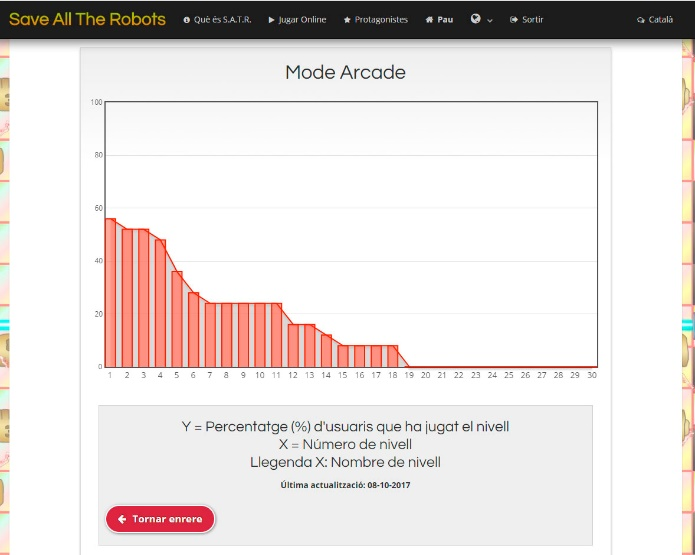 Save All The Robots
Què és S.A.T.R.
Jugar Online
Protagonistes
Pau
Sortir
Català
Mode Arcade
100
80
60
40
20
0
1 2 3 4 5 6 7 8 9 10 11 12 13 14 15 16 17 18 19 20 21 22 23 24 25 26 27 28 29 30
Y = Percentatge (%) d'usuaris que ha jugat el nivell
X = Número de nivell
Llegenda X: Nombre de nivell
Última actualització: 08-10-2017
Tornar enrere